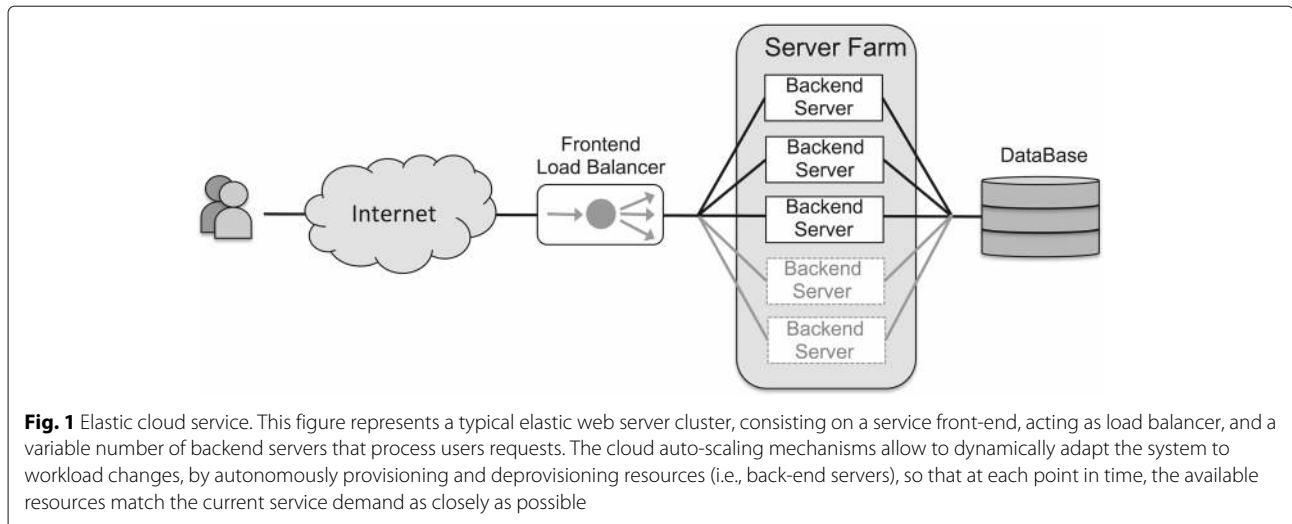 Server Farm
Backend
Server
Backend
Server
Backend
Server
Backend
Server
Backend
Server
Frontend
Load Balancer
Internet
DataBase
Fig. 1 Elastic cloud service. This figure represents a typical elastic web server cluster, consisting on a service front-end, acting as load balancer, and a
variable number of backend servers that process users requests. The cloud auto-scaling mechanisms allow to dynamically adapt the system to
workload changes, by autonomously provisioning and deprovisioning resources (i.e., back-end servers), so that at each point in time, the available
resources match the current service demand as closely as possible